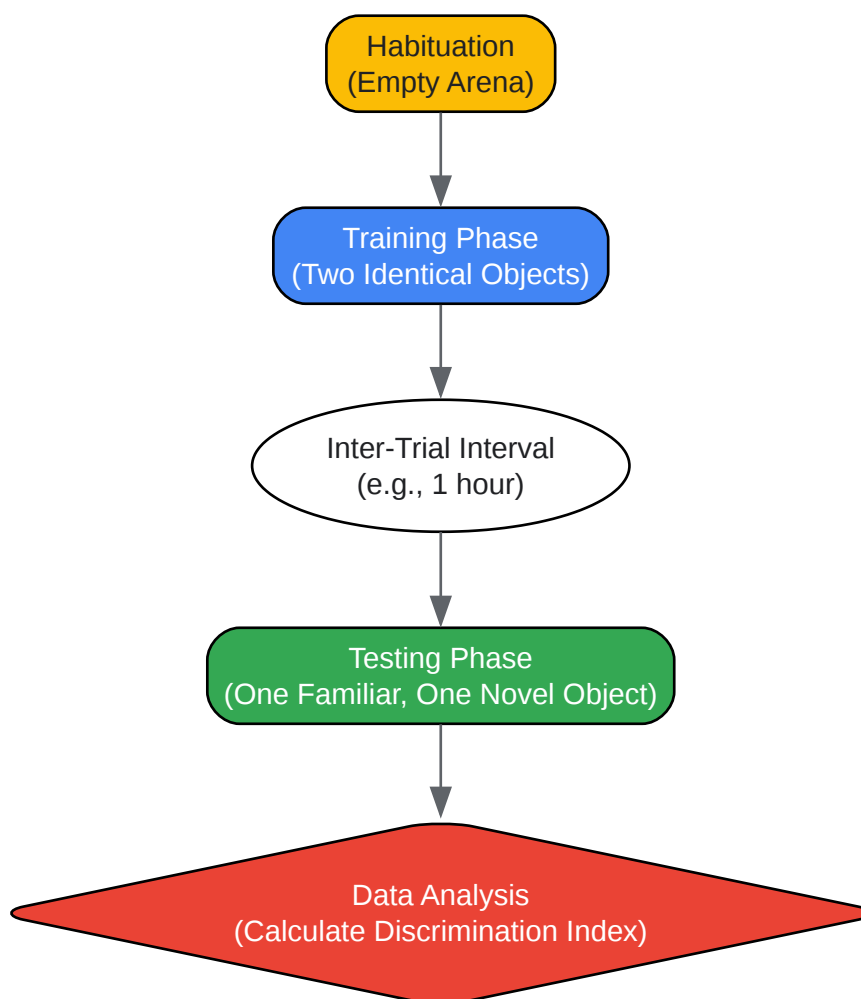 Habituation
(Empty Arena)
Training Phase
(Two Identical Objects)
Inter-Trial Interval
(e.g., 1 hour)
Testing Phase
(One Familiar, One Novel Object)
Data Analysis
(Calculate Discrimination Index)